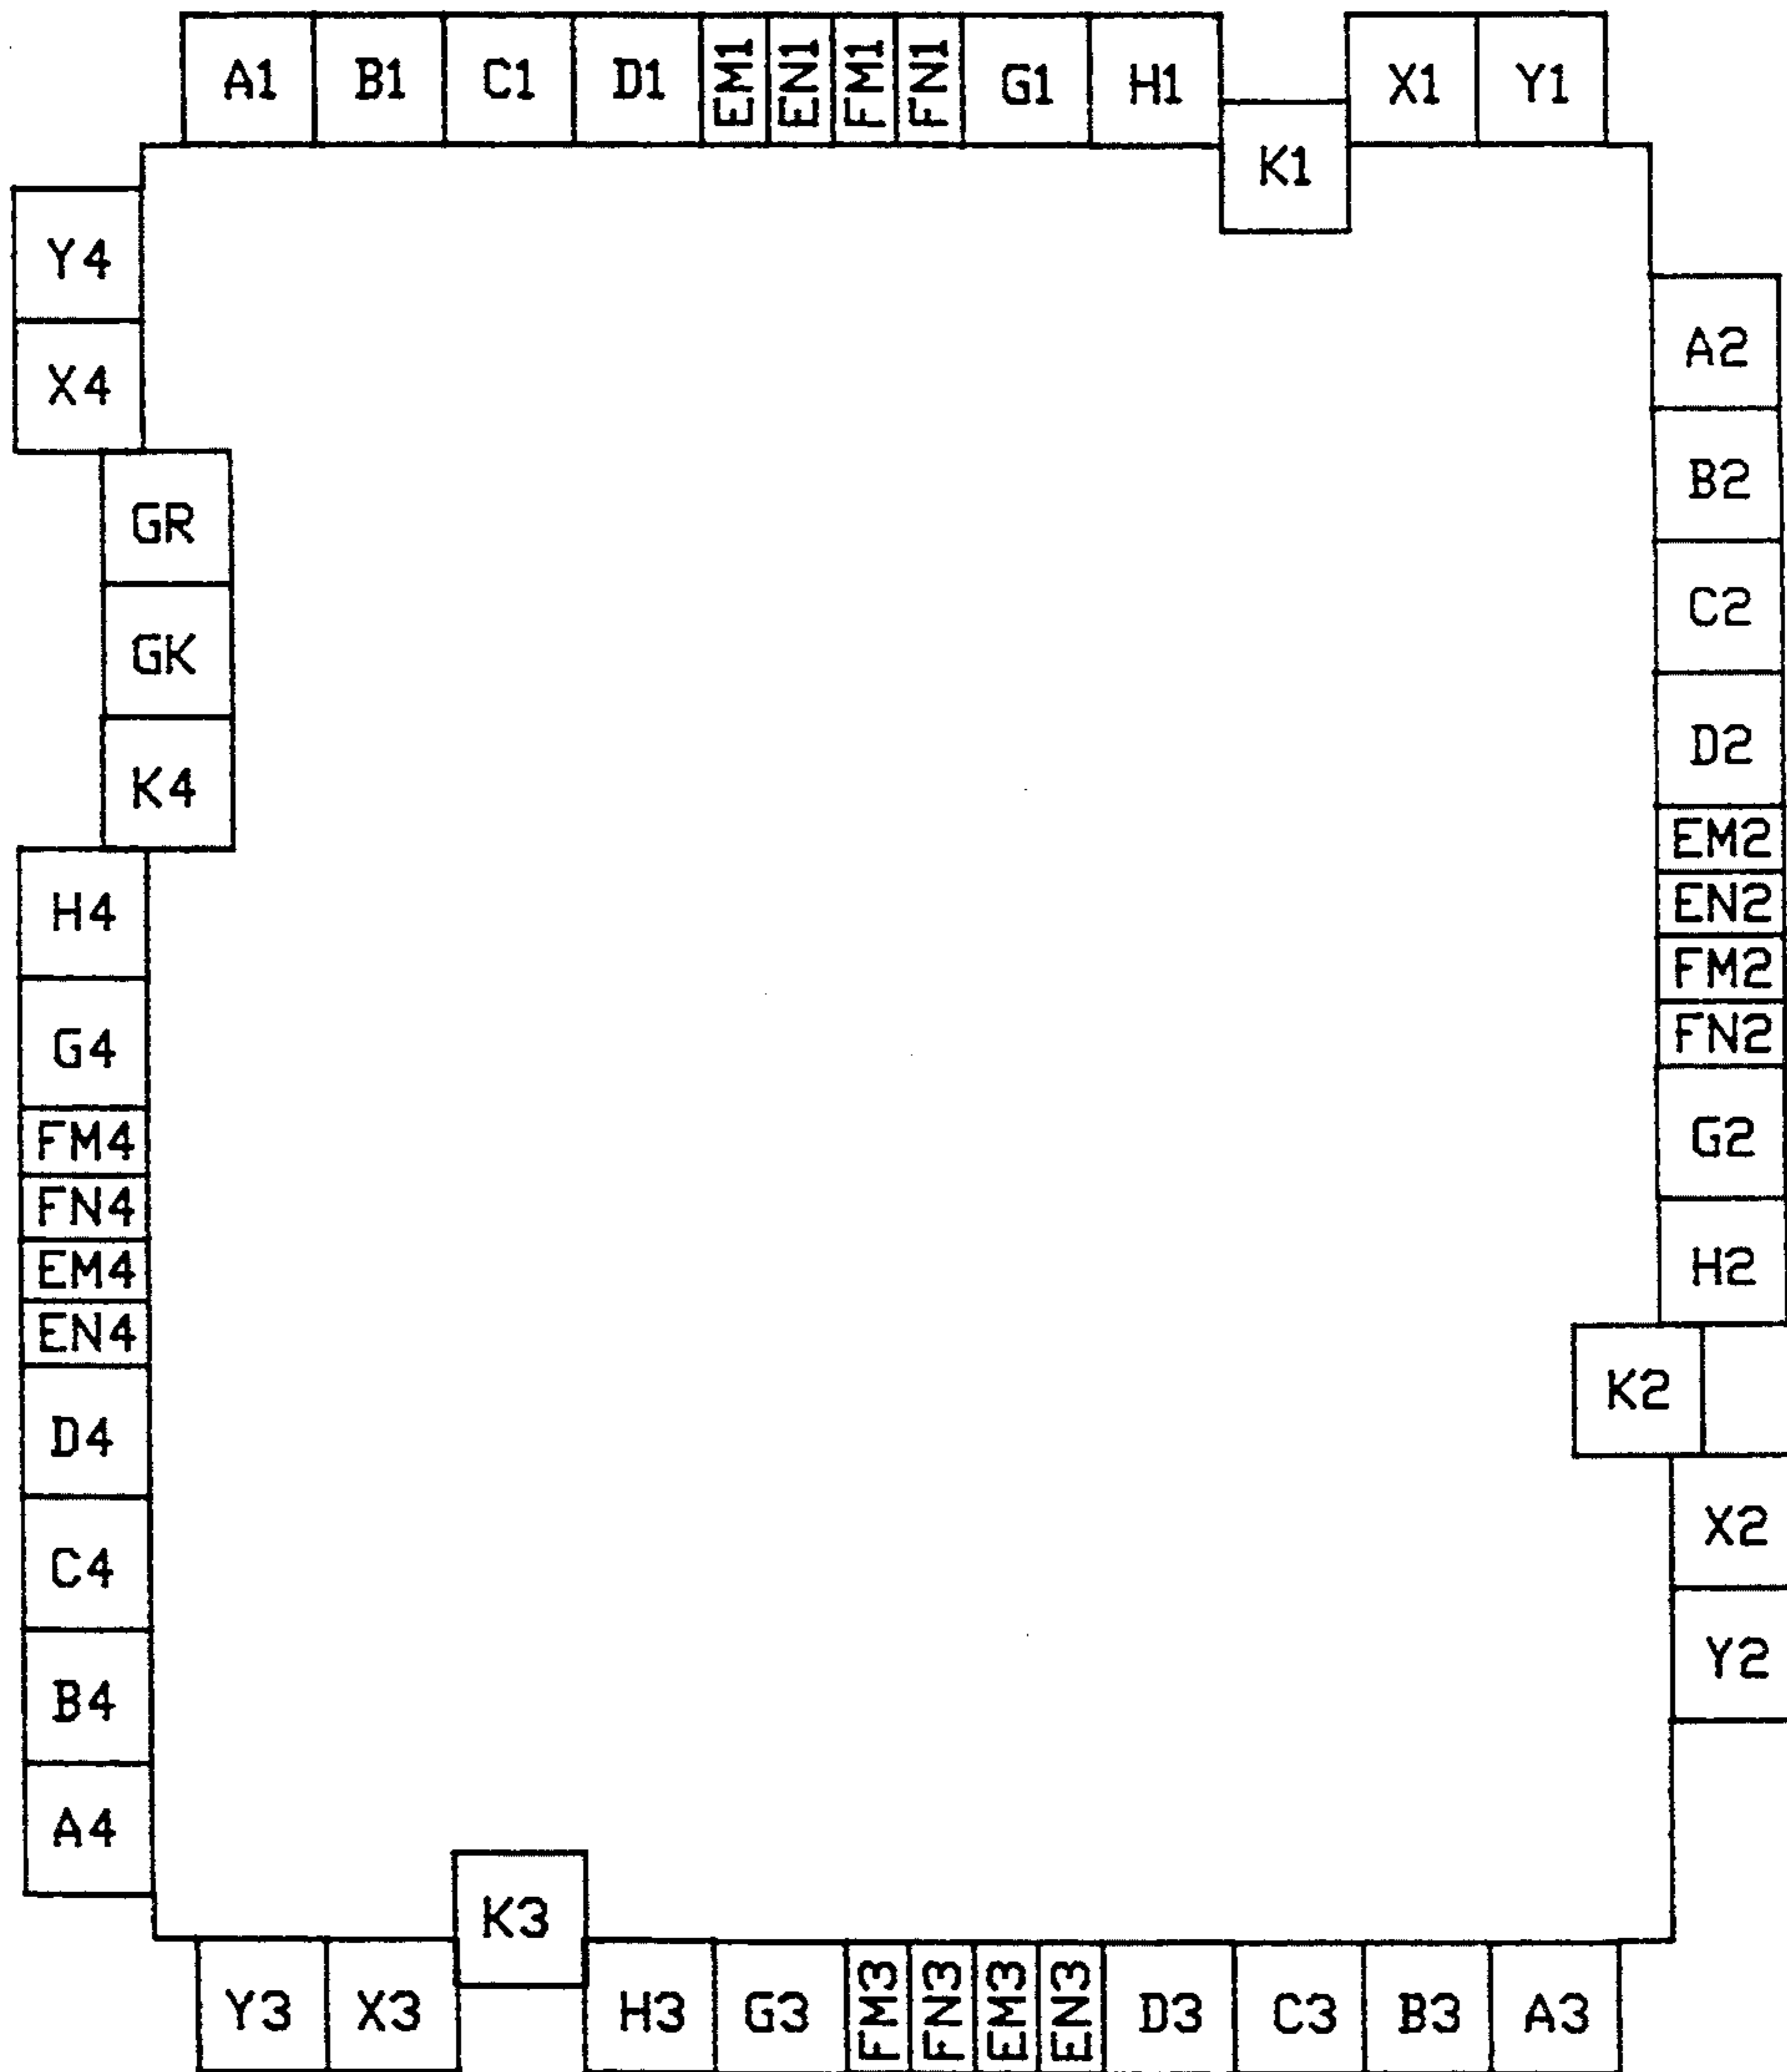 A1 B1 C1 D1 EM1 EN1 FM1 FN1 G1 H1 X1 Y1
K1
Y4
X4
GR
GK
K4
H4
G4
FM4
FN4
EM4
EN4
D4
C4
B4
A4
A2
B2
C2
D2
EM2
EN2
FM2
FN2
G2
H2
K2
X2
Y2
K3
Y3 X3 H3 G3 FM3 FN3 EM3 EN3 D3 C3 B3 A3